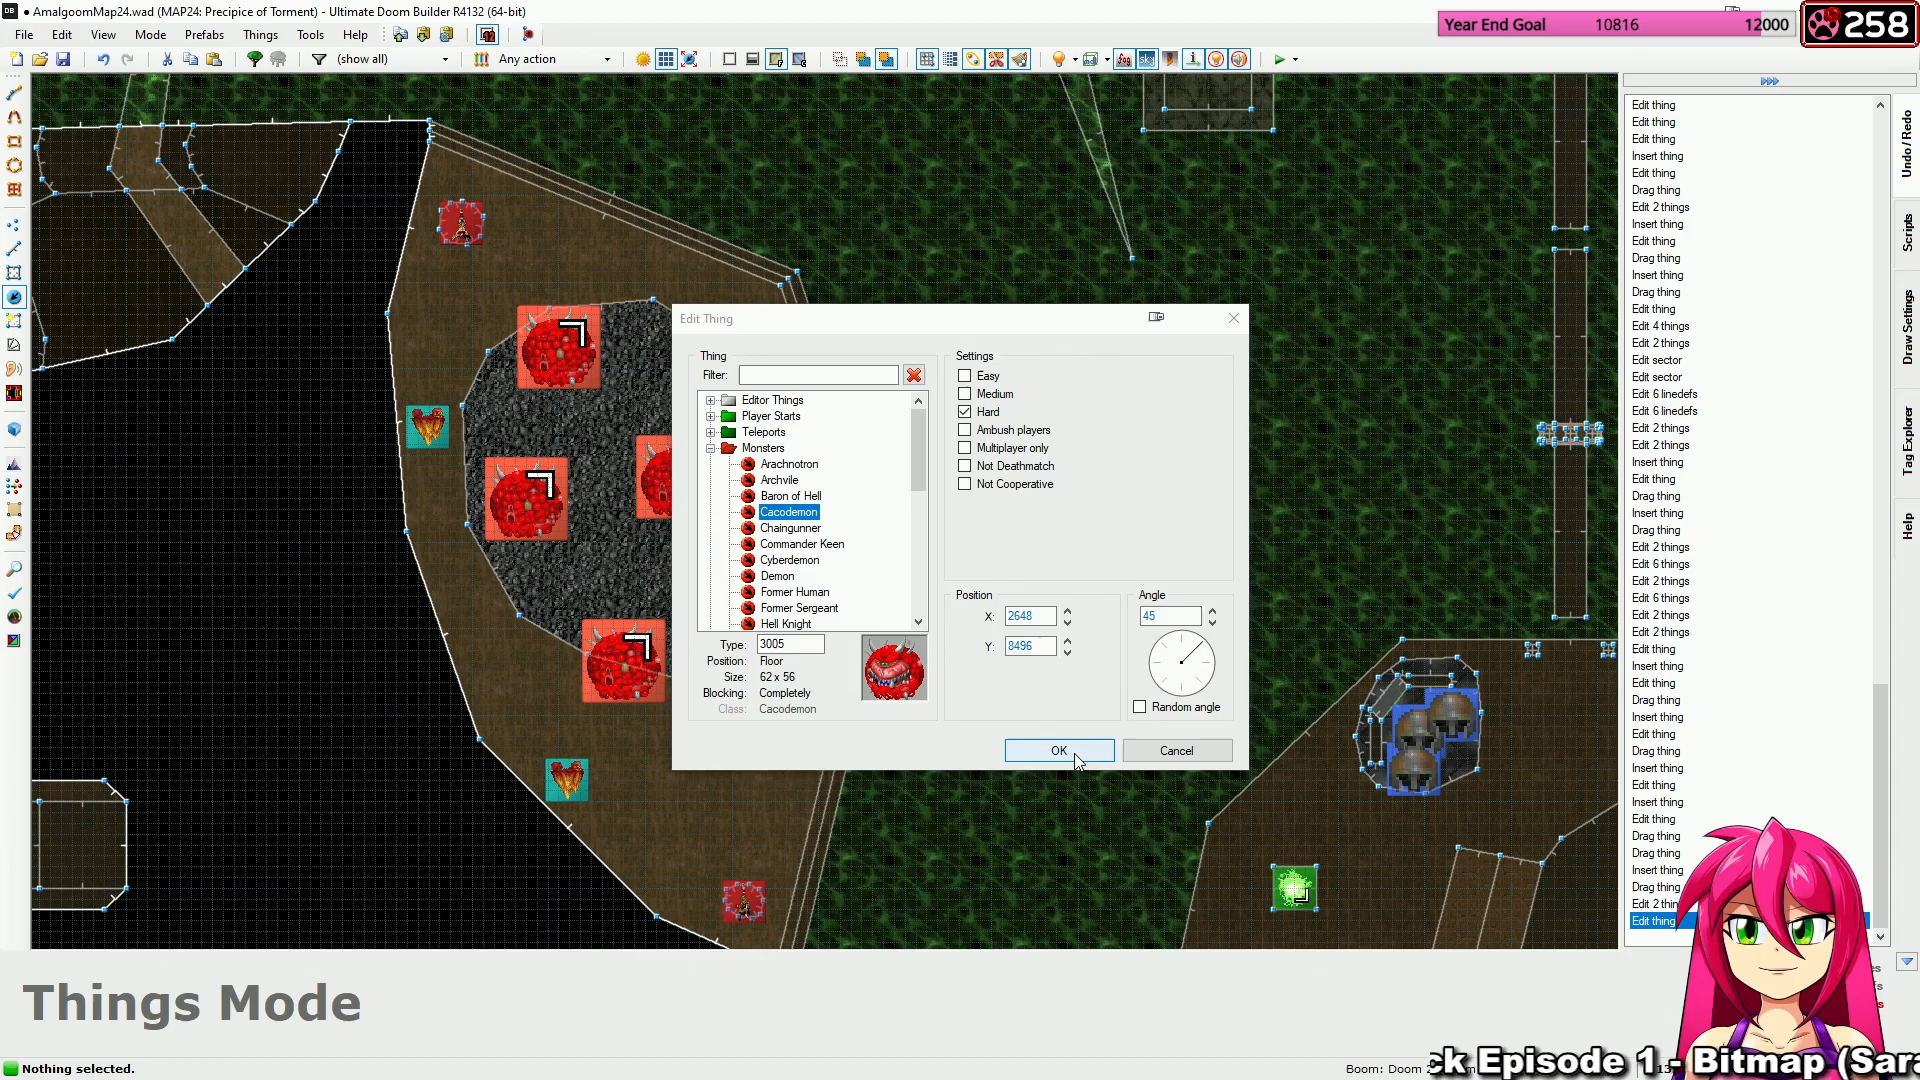 AmalgoomMap24.wad (MAP24: Precipice of Torment) - Ultimate Doom Builder R4132 (64-bit)
Year End Goal 10816 12000
258
File Edit View Mode Prefabs Things Tools Help
(show all)
Any action
Edit thing
Edit thing
Edit thing
Insert thing
Edit thing
Drag thing
Edit 2 things
Insert thing
Edit thing
Drag thing
Insert thing
Drag thing
Edit thing
Edit 4 things
Edit 2 things
Edit sector
Edit sector
Edit 6 linedefs
Edit 6 linedefs
Edit 2 things
Edit 2 things
Insert thing
Edit thing
Drag thing
Insert thing
Drag thing
Edit 2 things
Edit 6 things
Edit 2 things
Edit 6 things
Edit 2 things
Edit 2 things
Edit thing
Insert thing
Edit thing
Drag thing
Insert thing
Edit thing
Drag thing
Insert thing
Edit thing
Insert thing
Edit thing
Drag thing
Drag thing
Insert thing
Drag thing
Edit 2 thin
Edit thing
Undo / Redo
Scripts
Draw Settings
Tag Explorer
Help
Edit Thing
Thing
Filter:
Editor Things
Player Starts
Teleports
Monsters
Arachnotron
Archvile
Baron of Hell
Cacodemon
Chaingunner
Commander Keen
Cyberdemon
Demon
Former Human
Former Sergeant
Hell Knight
Type: 3005
Position: Floor
Size: 62 x 56
Blocking: Completely
Class: Cacodemon
Settings
Easy
Medium
Hard
Ambush players
Multiplayer only
Not Deathmatch
Not Cooperative
Position
X: 2648
Y: 8496
Angle
45
Random angle
OK
Cancel
Things Mode
Nothing selected.
Boom: Doom 2
ck Episode 1 - Bitmap (Sara